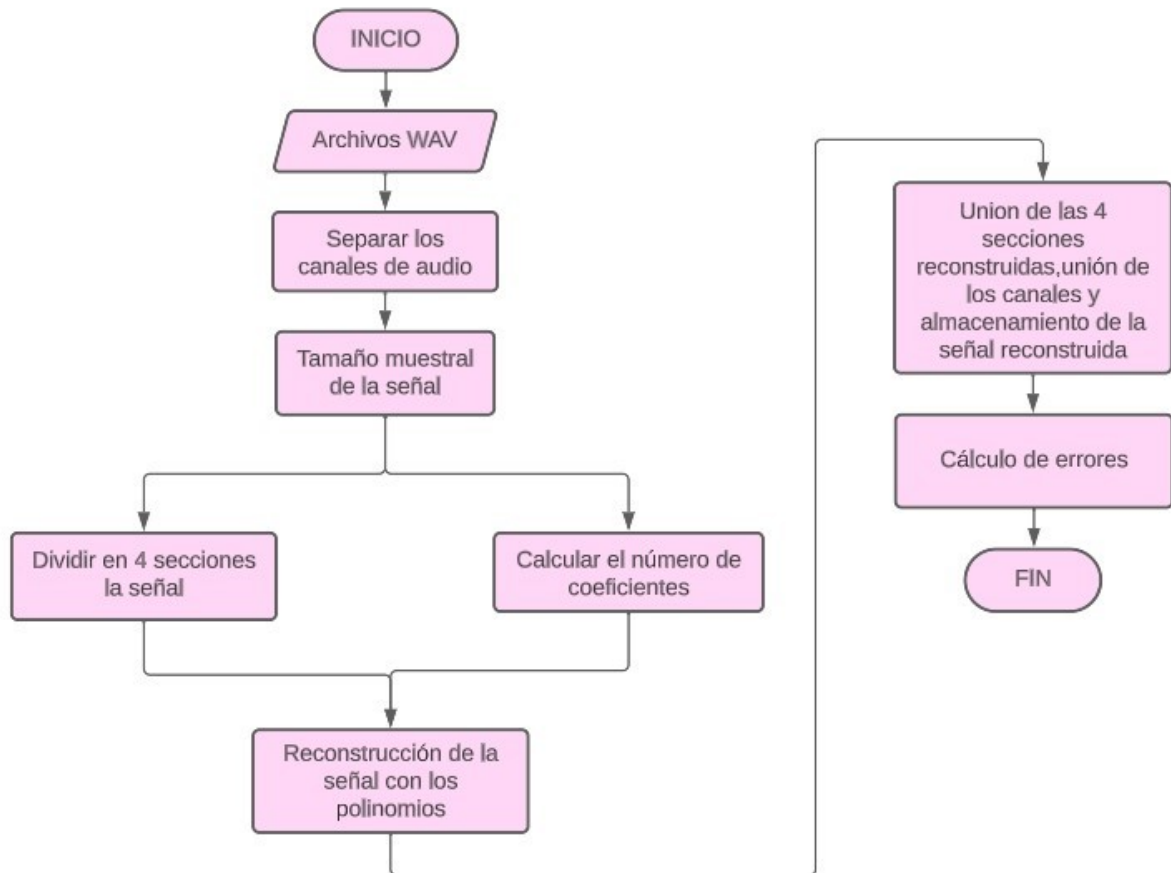 INICIO
Archivos WAV
Separar los
canales de audio
Tamaño muestral
de la señal
Dividir en 4 secciones
la señal
Calcular el número de
coeficientes
Reconstrucción de la
señal con los
polinomios
Union de las 4
secciones
reconstruidas,unión de
los canales y
almacenamiento de la
señal reconstruida
Cálculo de errores
FIN